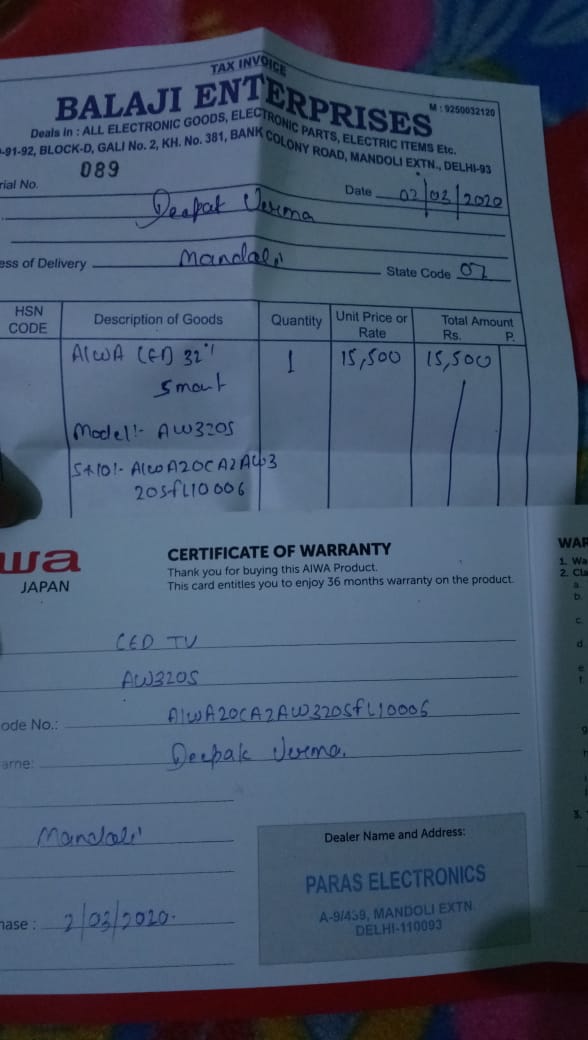 TAX INVOICE
BALAJI ENTERPRISES
M : 9250032120
Deals in : ALL ELECTRONIC GOODS, ELECTRONIC PARTS, ELECTRIC ITEMS Etc.
-91-92, BLOCK-D, GALI No. 2, KH. No. 381, BANK COLONY ROAD, MANDOLI EXTN., DELHI-93
rial No. 089
Date 02/03/2020
Deepak Verma
ess of Delivery Mandoli
State Code 07
HSN CODE Description of Goods Quantity Unit Price or Rate Total Amount Rs. P.
AIWA LED 32" 1 15,500 15,500
Smart
Model:- AW320S
S.no:- AIWA20CA2AW3
20SFL10006
wa
JAPAN
CERTIFICATE OF WARRANTY
Thank you for buying this AIWA Product.
This card entitles you to enjoy 36 months warranty on the product.
LED TV
AW320S
ode No.: AIWA20CA2AW320SFL10006
ame: Deepak Verma.
Mandoli
hase : 2/03/2020.
Dealer Name and Address:
PARAS ELECTRONICS
A-9/439, MANDOLI EXTN.
DELHI-110093
WAR
1. Wa
2. Cla
a.
b.
c.
d.
e.
f.
g
h
i
3.